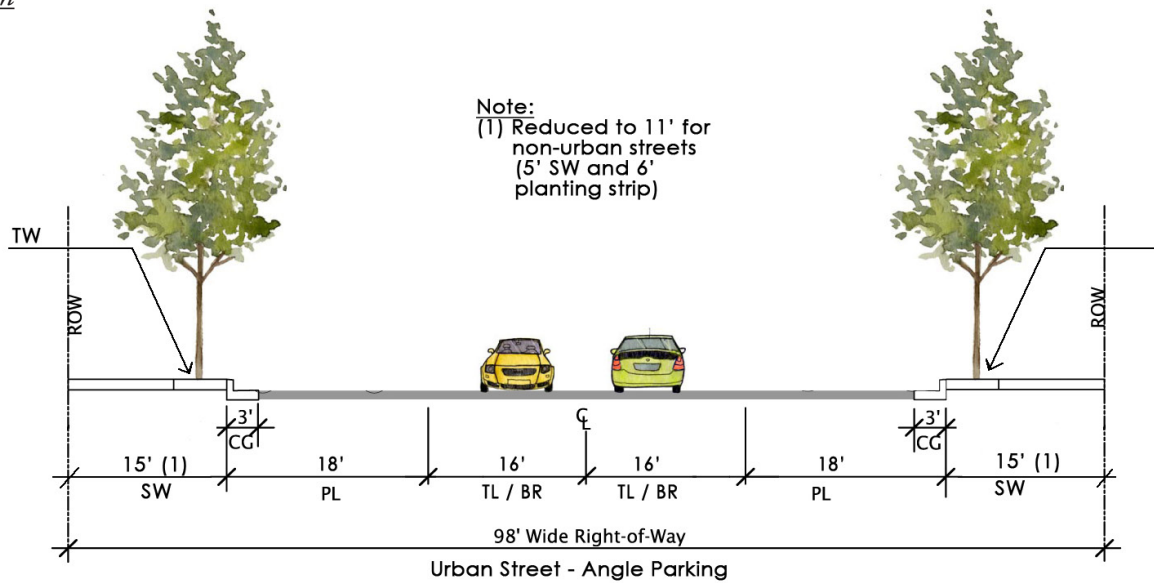 Note:
(1) Reduced to 11' for
non-urban streets
(5' SW and 6'
planting strip)
TW
ROW
ROW
℄
3'
CG
3'
CG
15' (1)
SW
18'
PL
16'
TL / BR
16'
TL / BR
18'
PL
15' (1)
SW
98' Wide Right-of-Way
Urban Street - Angle Parking